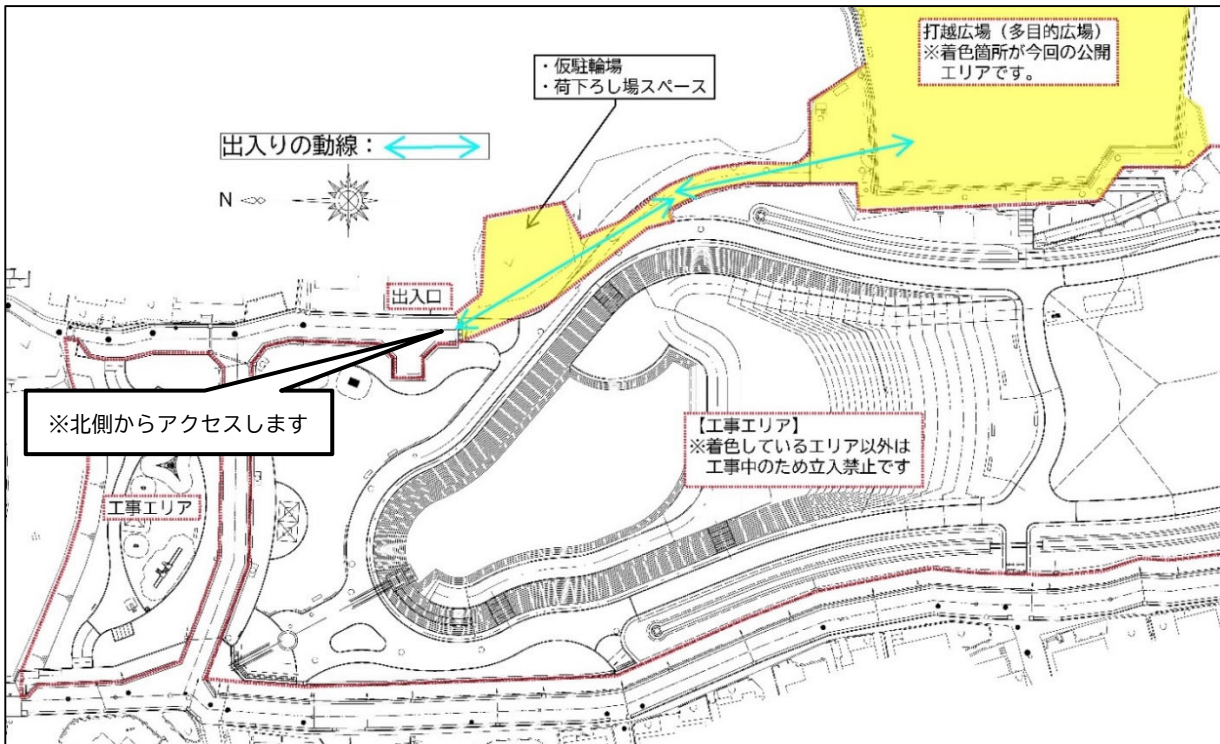 打越広場（多目的広場）
※着色箇所が今回の公開
エリアです。
・仮駐輪場
・荷下ろし場スペース
出入りの動線：
N
出入口
※北側からアクセスします
【工事エリア】
※着色しているエリア以外は
工事中のため立入禁止です
工事エリア